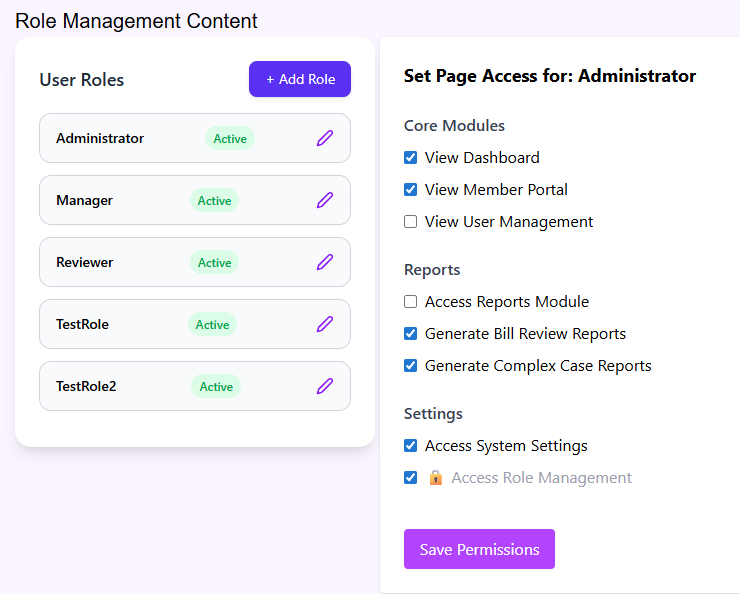 Role Management Content
User Roles
+ Add Role
Administrator Active
Manager Active
Reviewer Active
TestRole Active
TestRole2 Active
Set Page Access for: Administrator
Core Modules
View Dashboard
View Member Portal
View User Management
Reports
Access Reports Module
Generate Bill Review Reports
Generate Complex Case Reports
Settings
Access System Settings
Access Role Management
Save Permissions